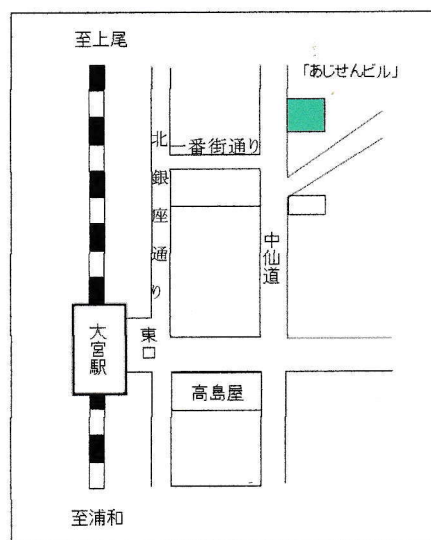 至上尾
「あじせんビル」
北銀座通り
一番街通り
中仙道
大宮駅
東口
高島屋
至浦和